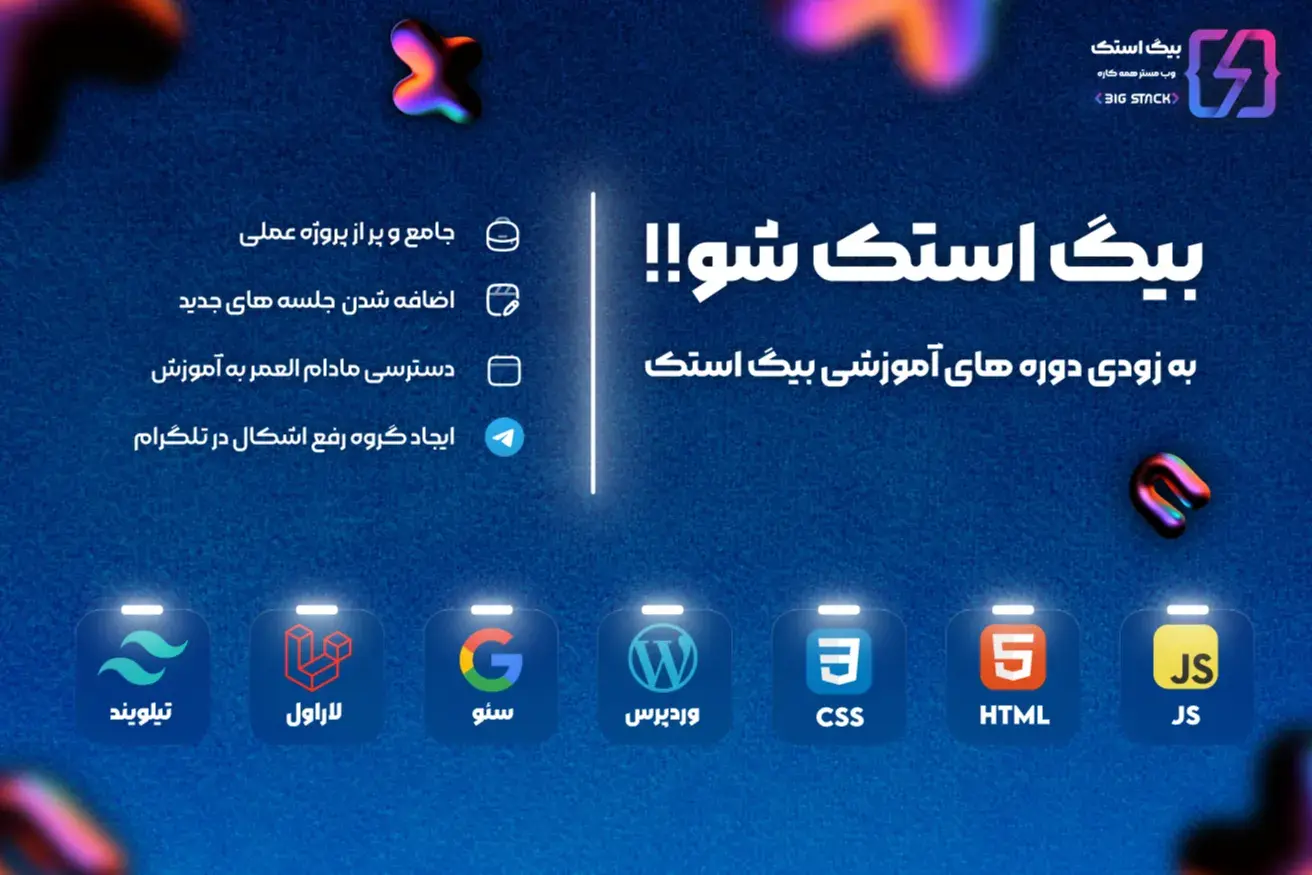 بیگ استک
وب مستر همه کاره
<BIG STACK>
بیگ استک شو!!
به زودی دوره های آموزشی بیگ استک
جامع و پر از پروژه عملی
اضافه شدن جلسه های جدید
دسترسی مادام العمر به آموزش
ایجاد گروه رفع اشکال در تلگرام
JS
JS
HTML
CSS
وردپرس
سئو
لاراول
تیلویند